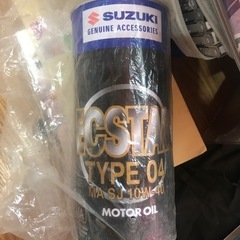 SUZUKI
GENUINE ACCESSORIES
ECSTAR
TYPE 04
MA SJ 10W-40
MOTOR OIL